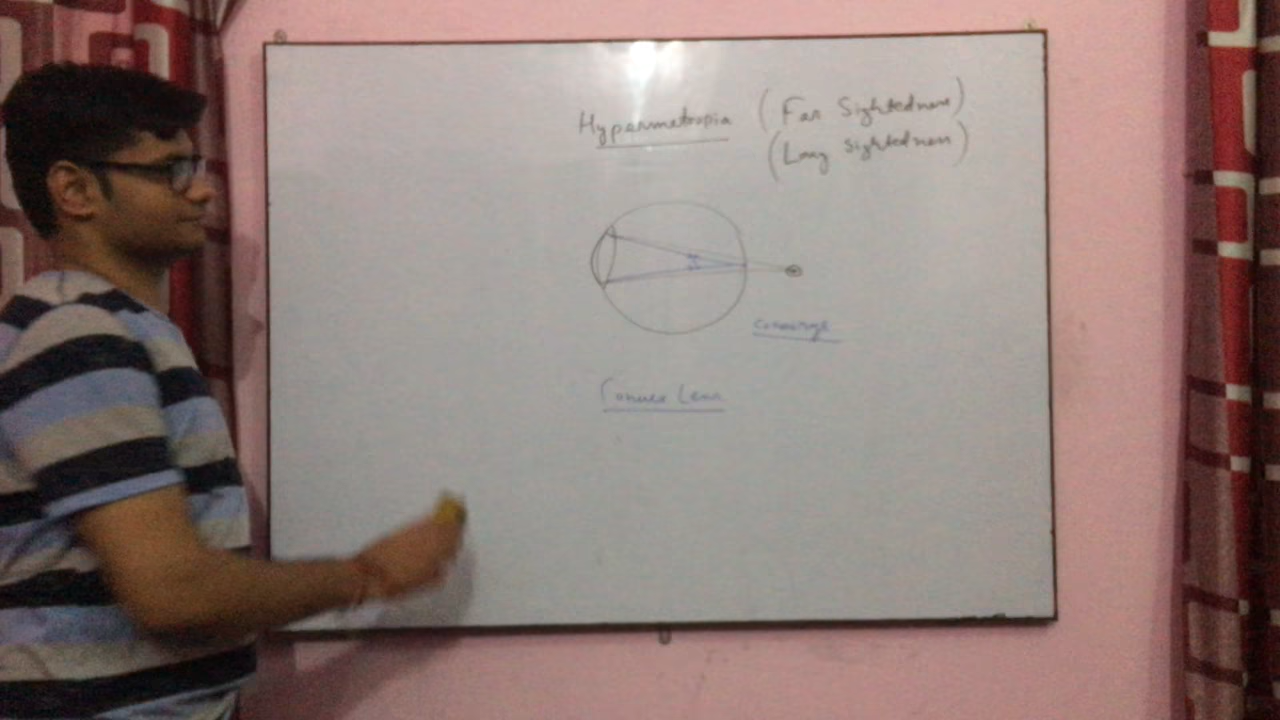 Hypermetropia (Far Sightedness)
(Long Sightedness)
Converge
Convex Lens